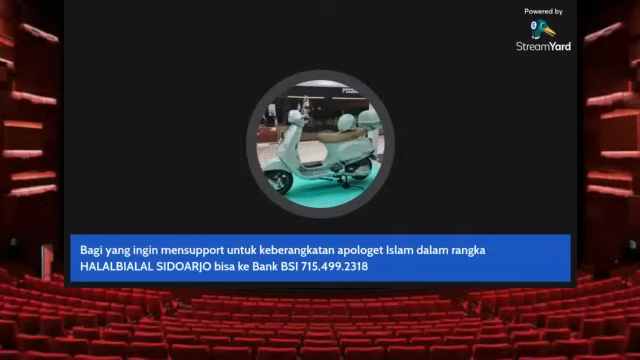 Powered by
StreamYard
Bagi yang ingin mensupport untuk keberangkatan apologet Islam dalam rangka
HALALBIALAL SIDOARJO bisa ke Bank BSI 715.499.2318